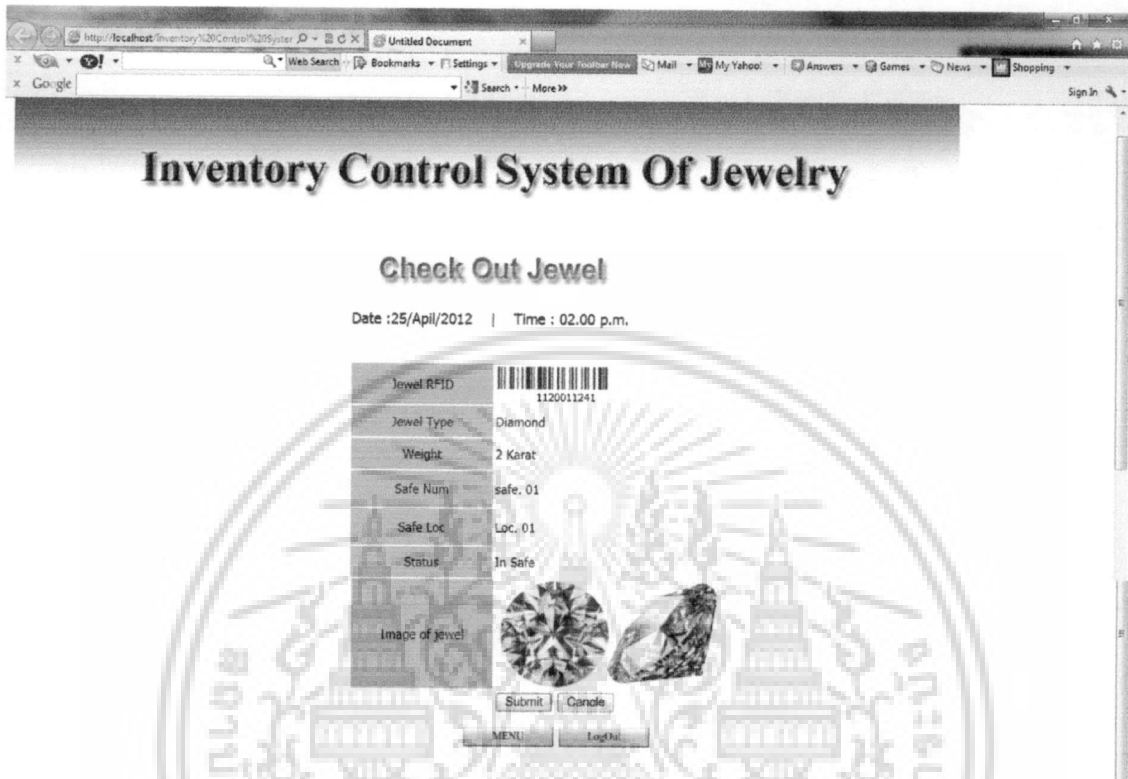 http://localhost/Inventory%20Control%20Syster
Untitled Document
Web Search Bookmarks Settings Upgrade Your Toolbar Now Mail My Yahoo! Answers Games News Shopping
Google Search More >>
Sign In
Inventory Control System Of Jewelry
Check Out Jewel
Date :25/Apil/2012 | Time : 02.00 p.m.
Jewel RFID
1120011241
Jewel Type Diamond
Weight 2 Karat
Safe Num safe. 01
Safe Loc Loc. 01
Status In Safe
Image of jewel
Submit Cancle
MENU LogOut